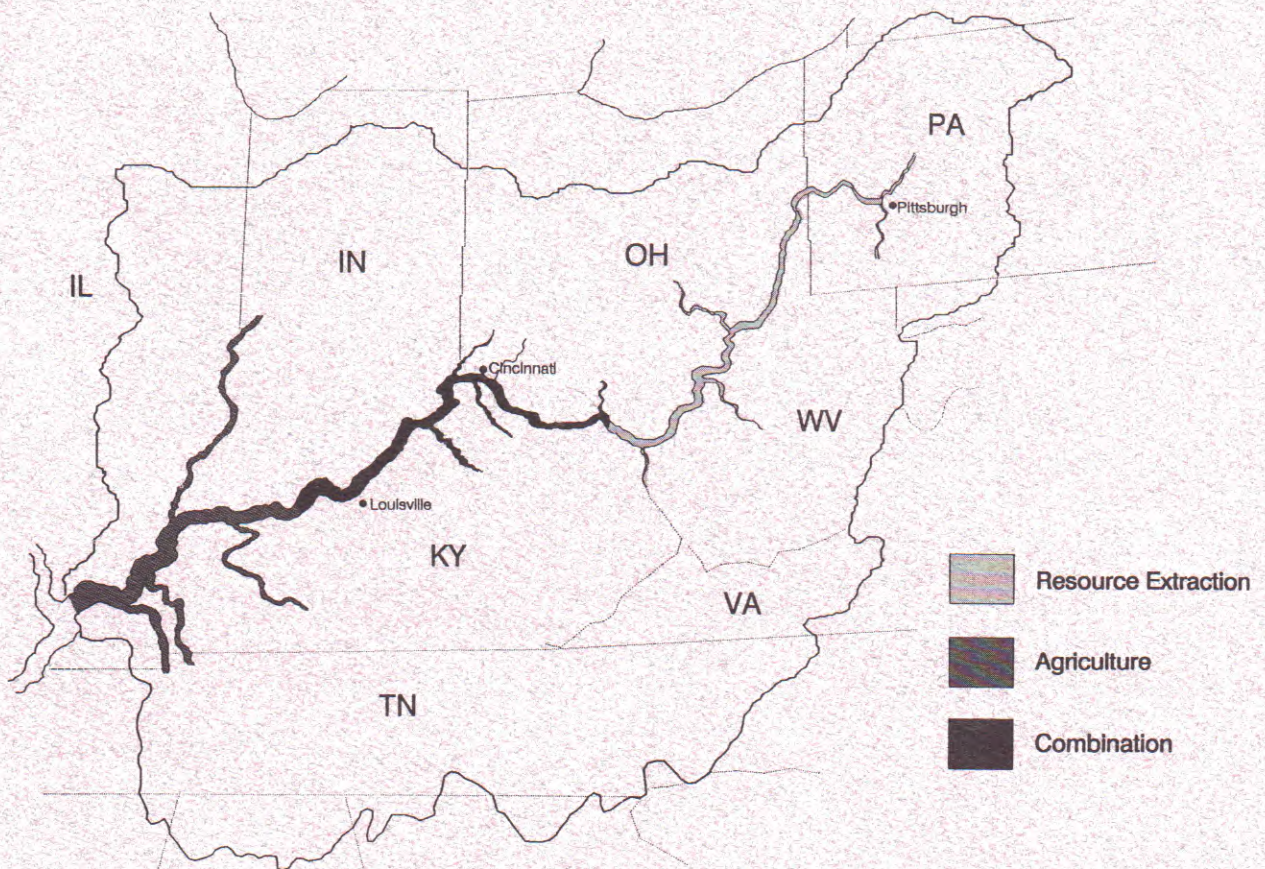 PA
Pittsburgh
OH
IN
IL
Cincinnati
WV
Louisville
KY
VA
TN
Resource Extraction
Agriculture
Combination